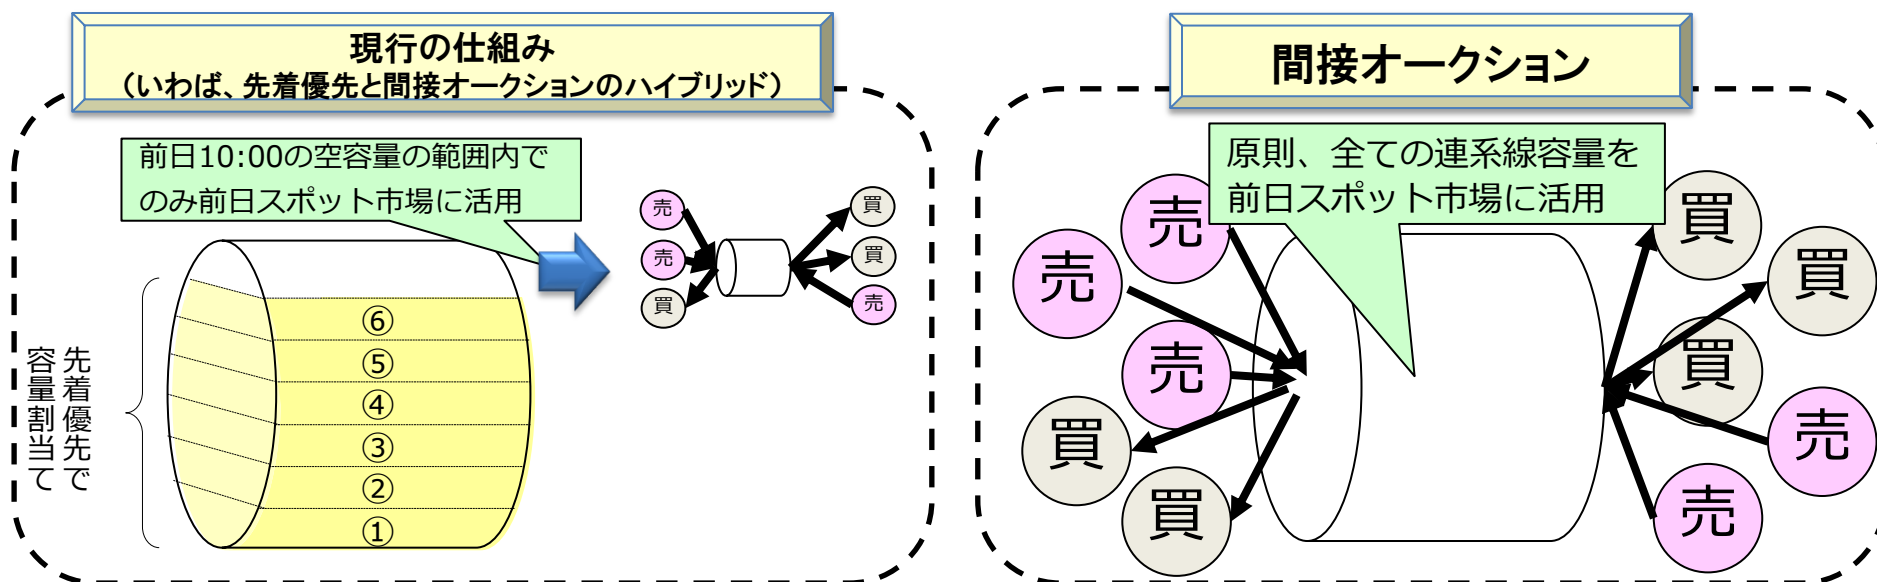 現行の仕組み
（いわば、先着優先と間接オークションのハイブリッド）
前日10:00の空容量の範囲内で
のみ前日スポット市場に活用
先着優先で
容量割当て
⑥
⑤
④
③
②
①
売
売
買
買
買
売
間接オークション
原則、全ての連系線容量を
前日スポット市場に活用
売
売
売
買
買
買
買
買
売
売